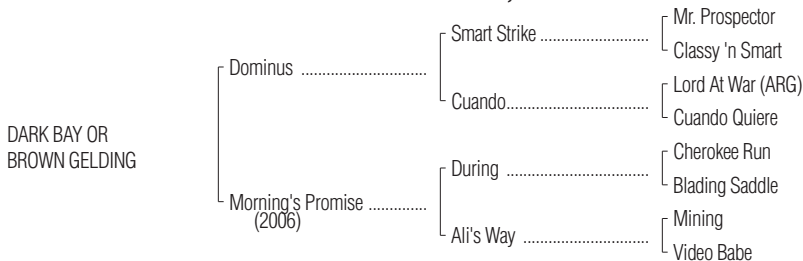 Mr. Prospector
Smart Strike ..............................
Classy 'n Smart
Dominus ..............................
Lord At War (ARG)
Cuando........................................
Cuando Quiere
DARK BAY OR
BROWN GELDING
Cherokee Run
During ........................................
Blading Saddle
Morning's Promise ..............
(2006)
Mining
Ali's Way ...................................
Video Babe